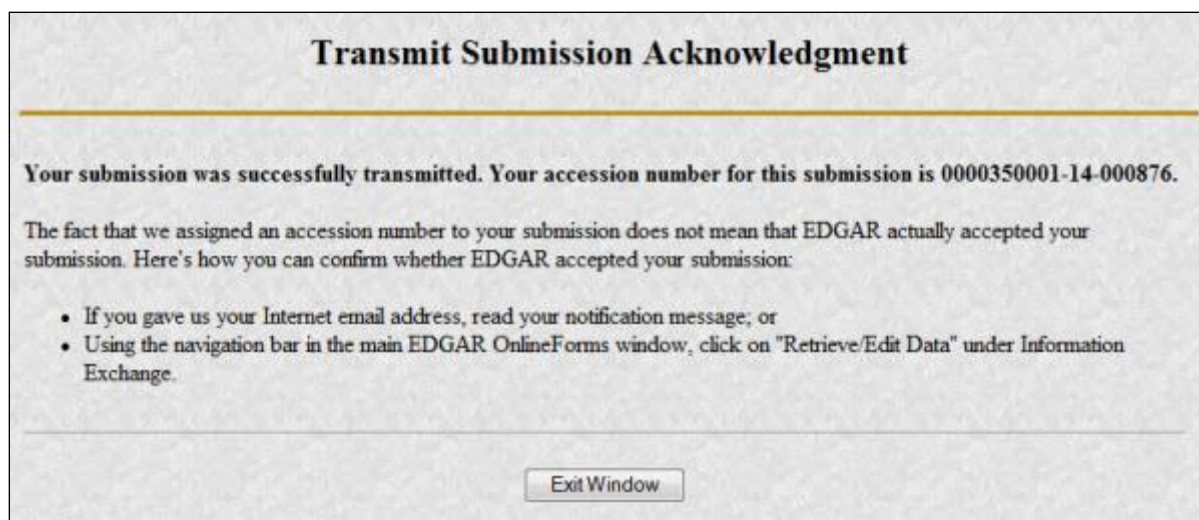 Transmit Submission Acknowledgment
Your submission was successfully transmitted. Your accession number for this submission is 0000350001-14-000876.
The fact that we assigned an accession number to your submission does not mean that EDGAR actually accepted your
submission. Here's how you can confirm whether EDGAR accepted your submission:
• If you gave us your Internet email address, read your notification message; or
• Using the navigation bar in the main EDGAR OnlineForms window, click on "Retrieve/Edit Data" under Information
Exchange.
Exit Window